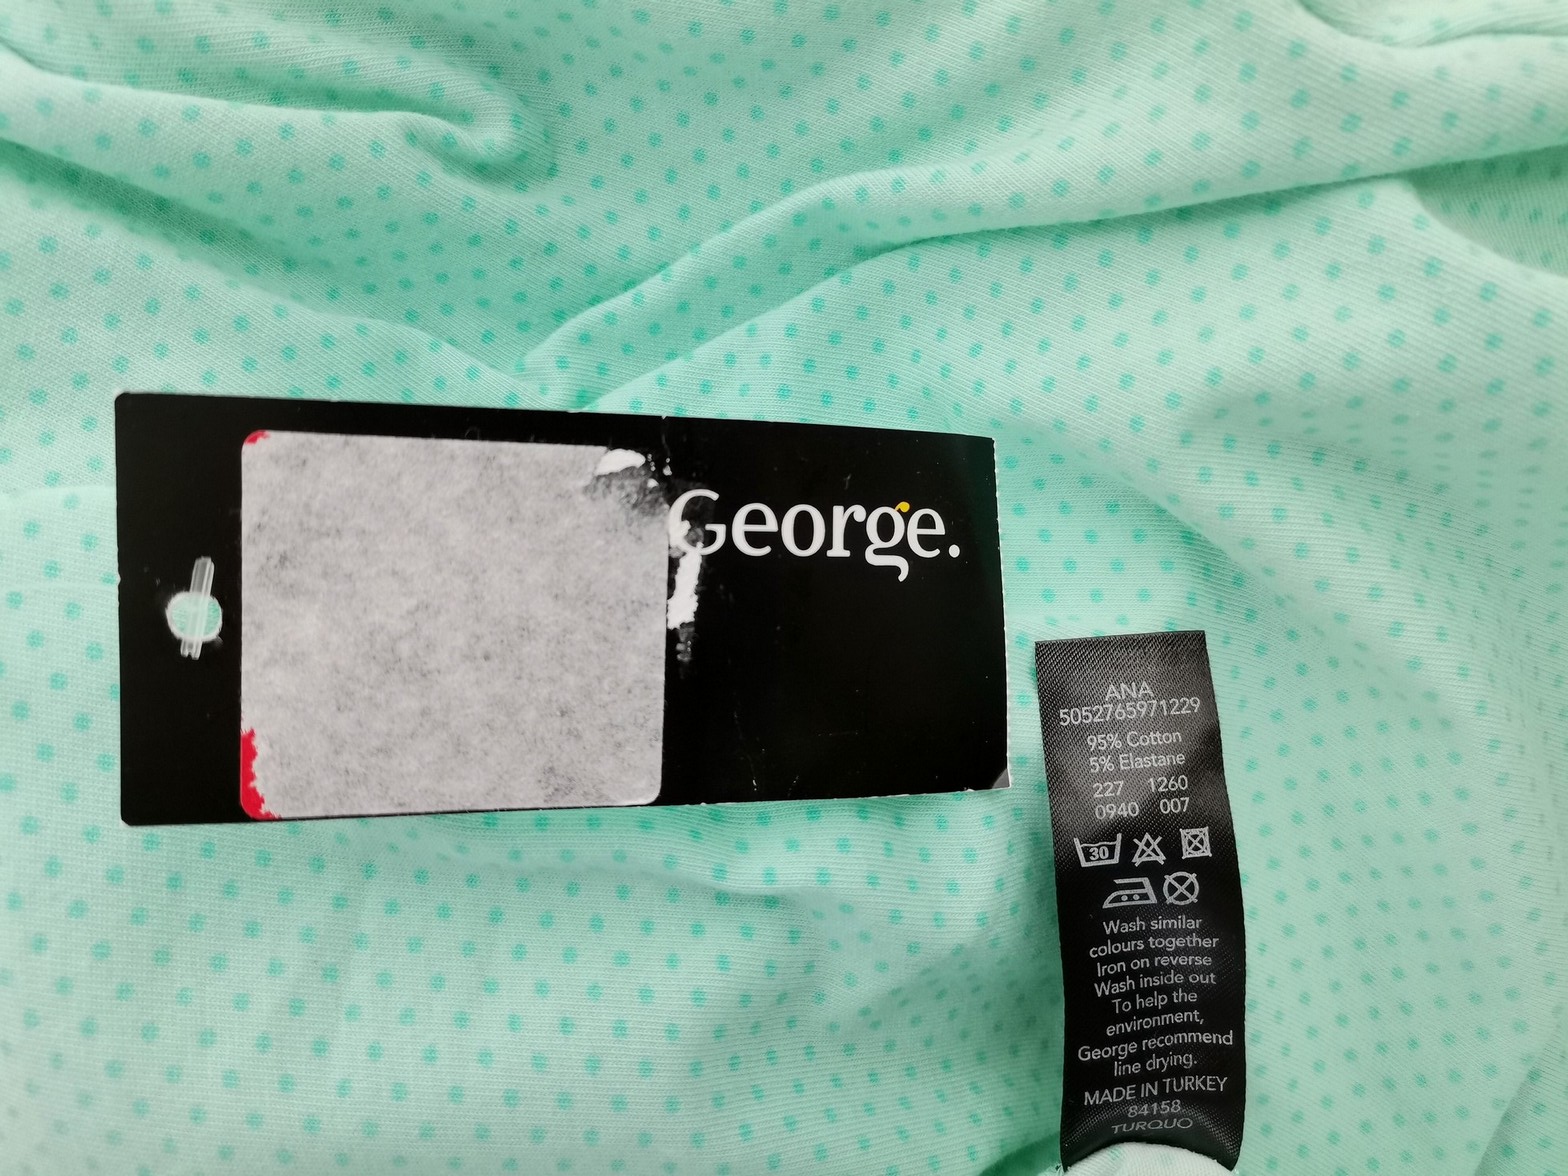 George.
ANA
5052765971229
95% Cotton
5% Elastane
227 1260
0940 007
30
Wash similar
colours together
Iron on reverse
Wash inside out
To help the
environment,
George recommend
line drying.
MADE IN TURKEY
84158
TURQUO